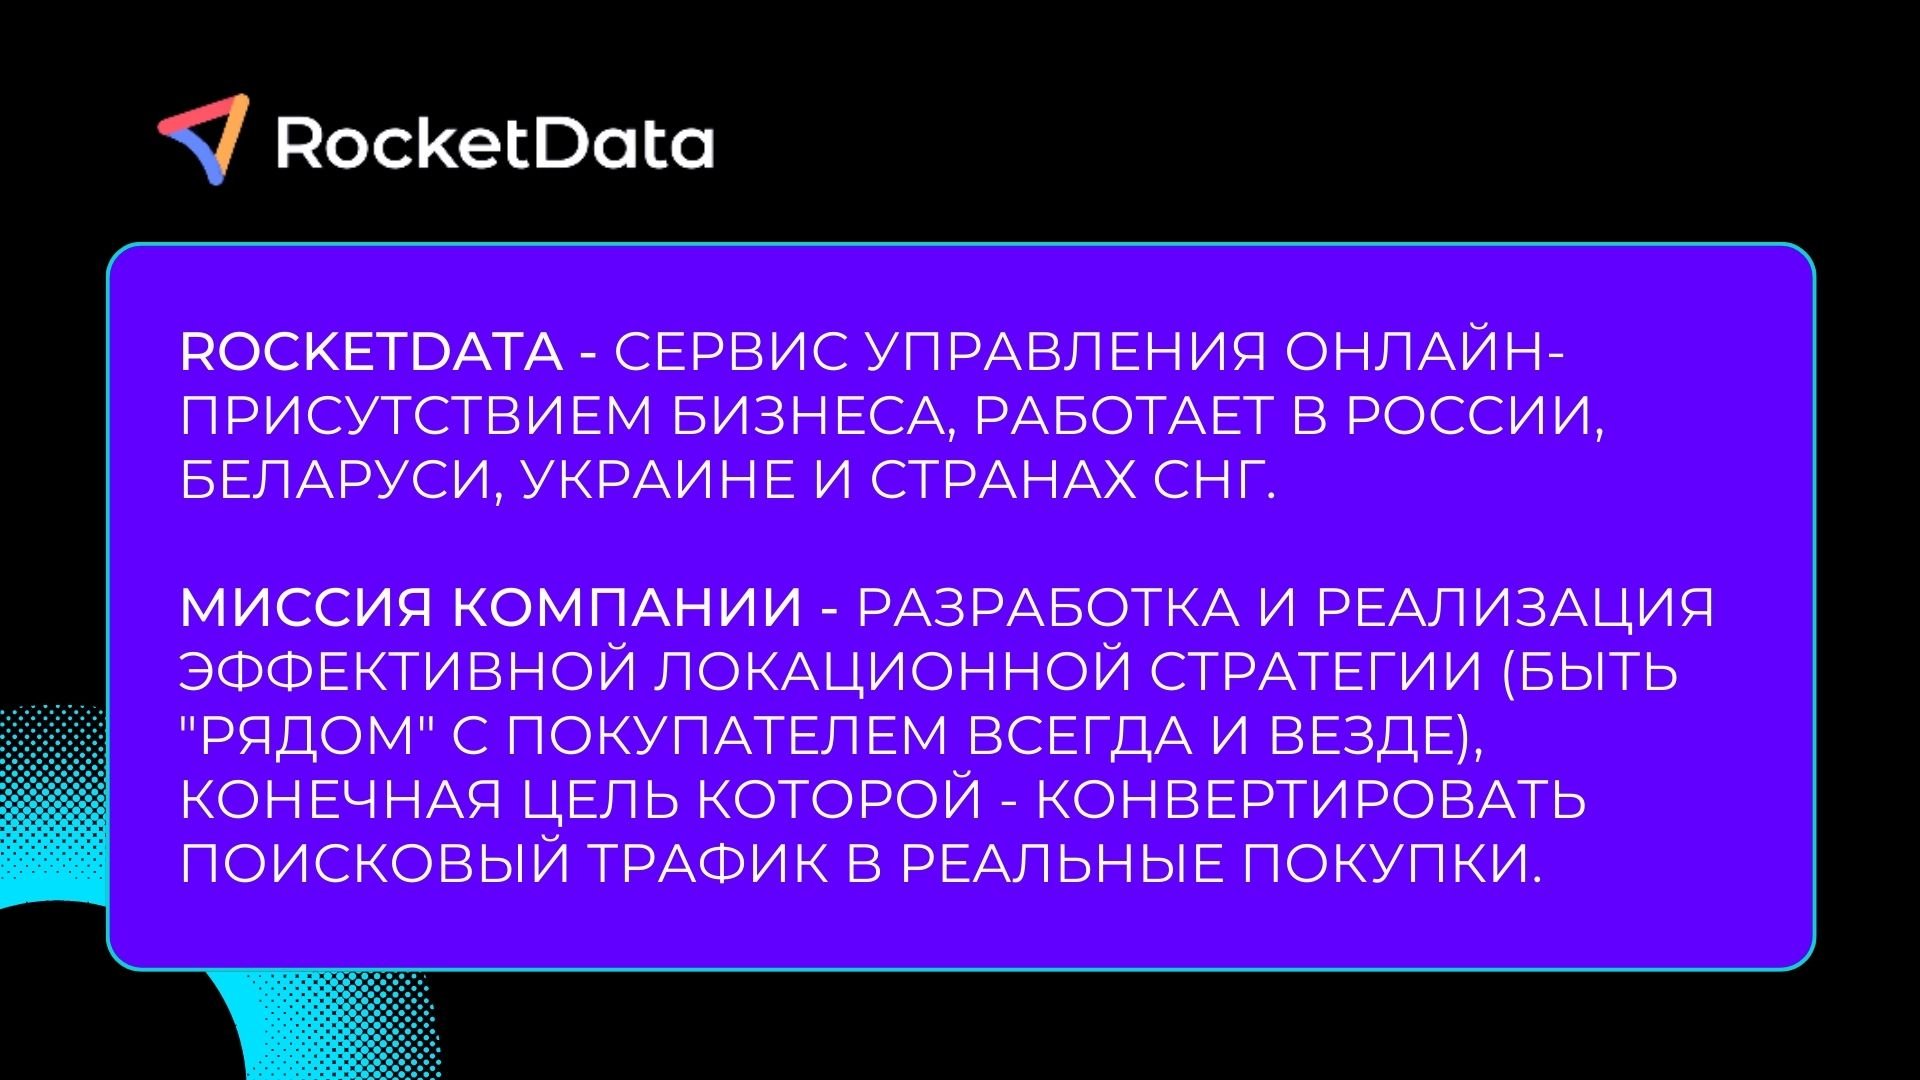 RocketData
ROCKETDATA - СЕРВИС УПРАВЛЕНИЯ ОНЛАЙН-
ПРИСУТСТВИЕМ БИЗНЕСА, РАБОТАЕТ В РОССИИ,
БЕЛАРУСИ, УКРАИНЕ И СТРАНАХ СНГ.
МИССИЯ КОМПАНИИ - РАЗРАБОТКА И РЕАЛИЗАЦИЯ
ЭФФЕКТИВНОЙ ЛОКАЦИОННОЙ СТРАТЕГИИ (БЫТЬ
"РЯДОМ" С ПОКУПАТЕЛЕМ ВСЕГДА И ВЕЗДЕ),
КОНЕЧНАЯ ЦЕЛЬ КОТОРОЙ - КОНВЕРТИРОВАТЬ
ПОИСКОВЫЙ ТРАФИК В РЕАЛЬНЫЕ ПОКУПКИ.